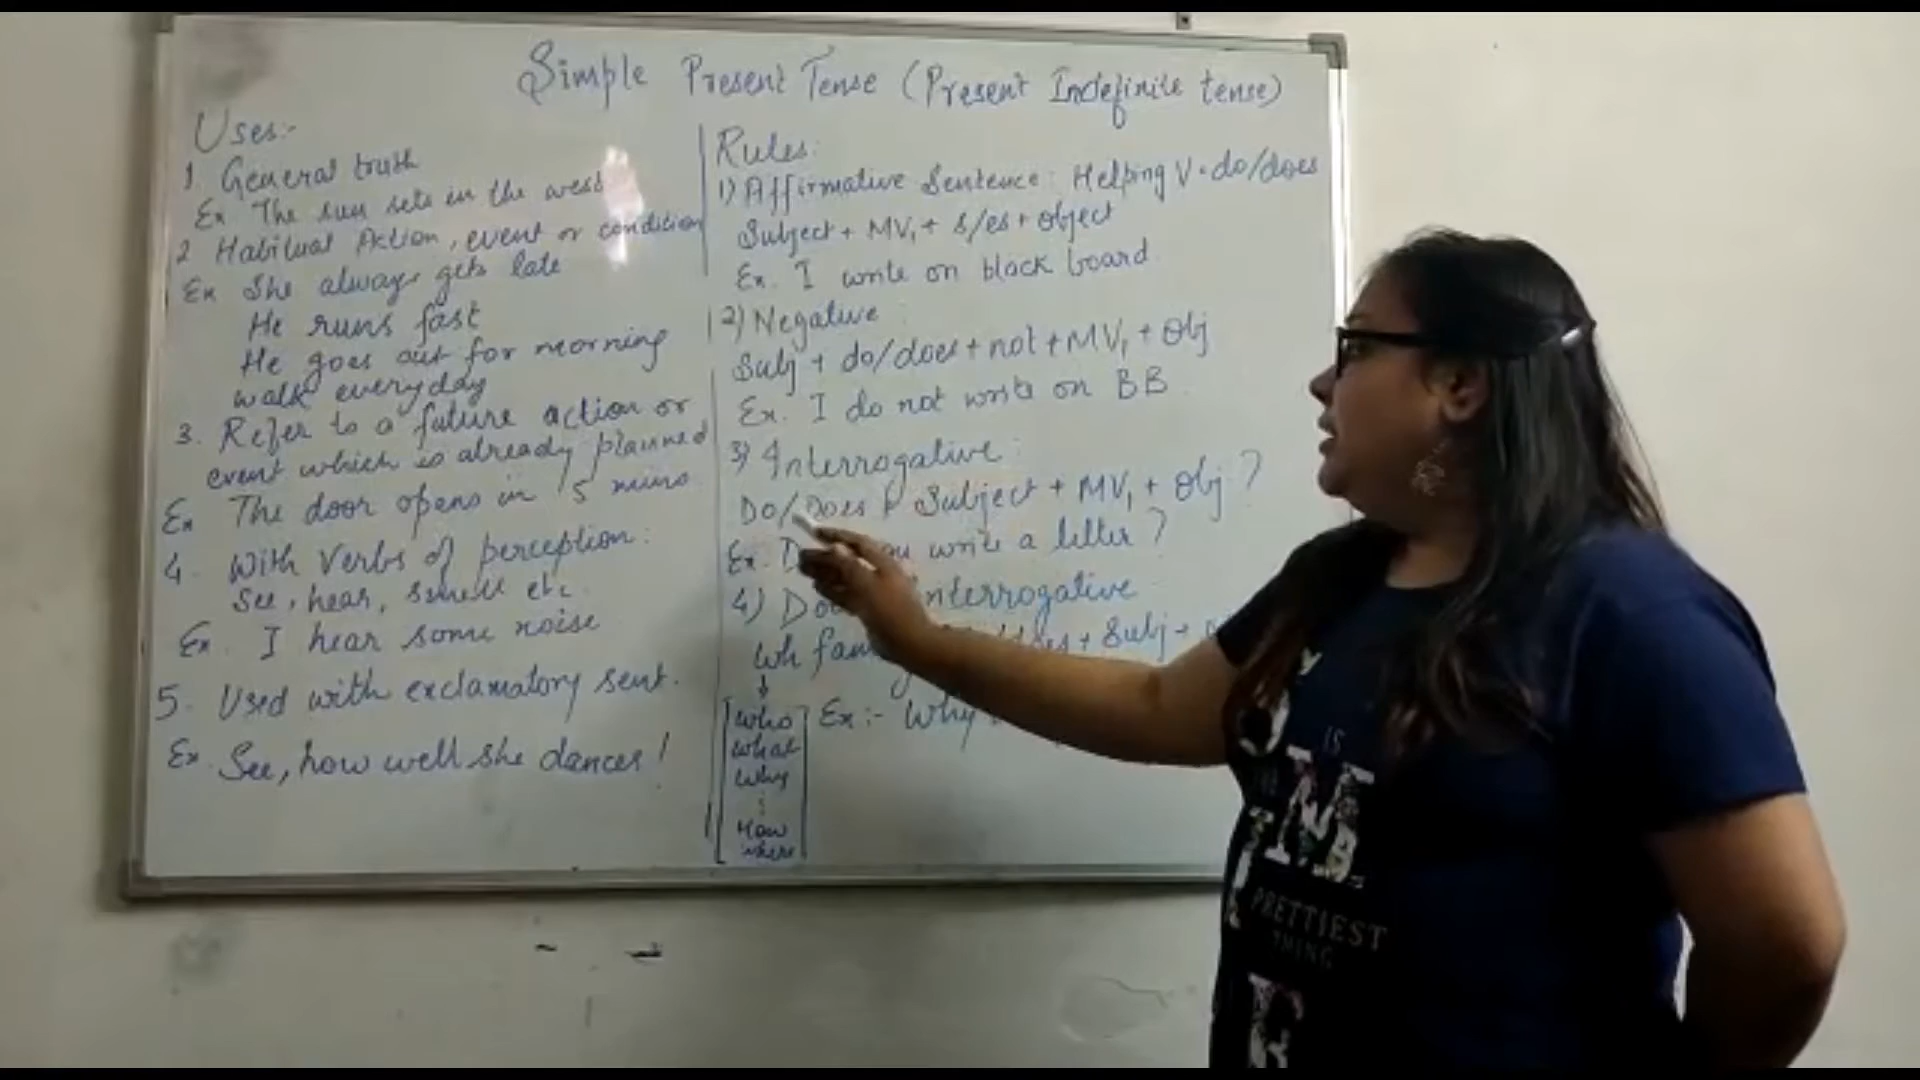 Simple Present Tense (Present Indefinite tense)
Uses:-
1 General truth
Ex The sun sets in the west
2 Habitual Action, event or condition
Ex She always gets late
He runs fast
He goes out for morning
walk everyday
3. Refer to a future action or
event which is already planned
Ex The door opens in 5 mins
4. With Verbs of perception:
See, hear, smell etc.
Ex. I hear some noise
5. Used with exclamatory sent.
Ex. See, how well she dances!
Rules:
1) Affirmative Sentence: Helping V. do/does
Subject + MV1 + s/es + object
Ex. I write on black board
2) Negative :
Subj + do/does + not + MV1 + Obj
Ex. I do not write on BB
3) Interrogative :
Do/Does + Subject + MV1 + Obj ?
Ex. write a letter ?
4) Interrogative
Wh + Subj +
Who
What
Why
How
where
Ex:- Why
IS
PRETTIEST
THING